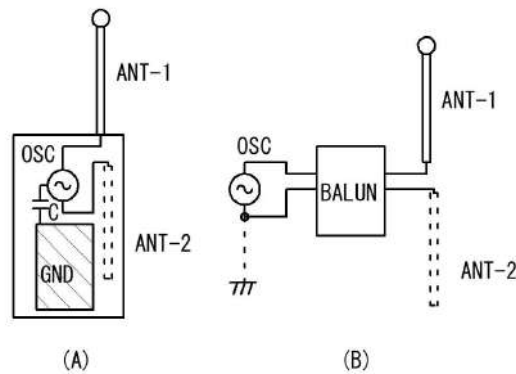 ANT-1
OSC
C
ANT-2
GND
(A)
ANT-1
OSC
BALUN
ANT-2
(B)